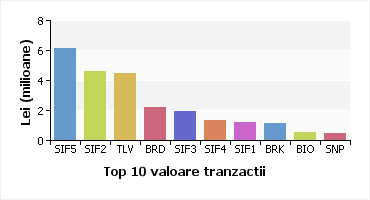 Lei (milioane)
8
6
4
2
0
SIF5 SIF2 TLV BRD SIF3 SIF4 SIF1 BRK BIO SNP
Top 10 valoare tranzactii